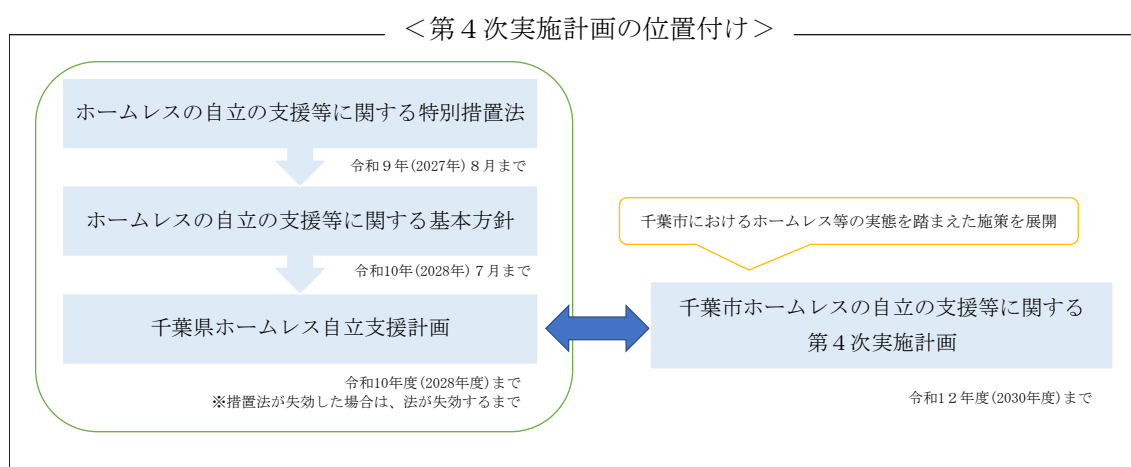 ＜第４次実施計画の位置付け＞
ホームレスの自立の支援等に関する特別措置法
令和９年(2027年)８月まで
ホームレスの自立の支援等に関する基本方針
令和10年(2028年)７月まで
千葉県ホームレス自立支援計画
令和10年度(2028年度)まで
※措置法が失効した場合は、法が失効するまで
千葉市におけるホームレス等の実態を踏まえた施策を展開
千葉市ホームレスの自立の支援等に関する
第４次実施計画
令和1２年度(2030年度)まで